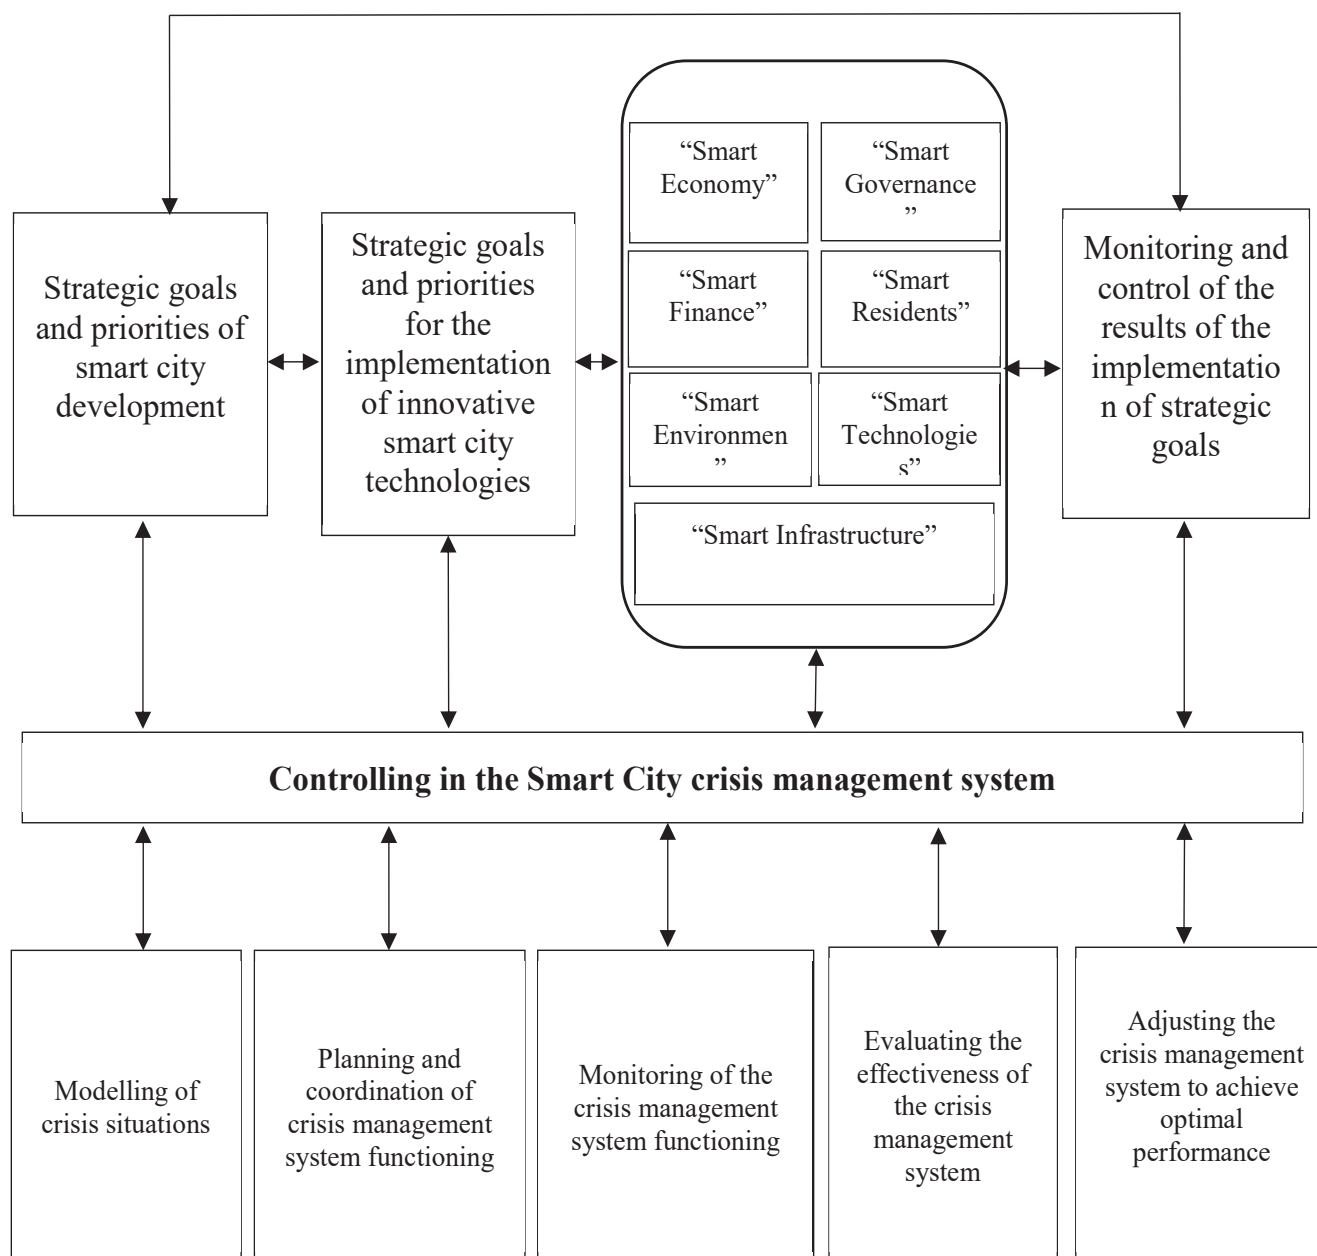 Strategic goals
and priorities of
smart city
development
Strategic goals
and priorities
for the
implementation
of innovative
smart city
technologies
“Smart
Economy”
“Smart
Governance
”
“Smart
Finance”
“Smart
Residents”
“Smart
Environmen
”
“Smart
Technologie
s”
“Smart Infrastructure”
Monitoring and
control of the
results of the
implementatio
n of strategic
goals
Controlling in the Smart City crisis management system
Modelling of
crisis situations
Planning and
coordination of
crisis management
system functioning
Monitoring of the
crisis management
system functioning
Evaluating the
effectiveness of
the crisis
management
system
Adjusting the
crisis management
system to achieve
optimal
performance